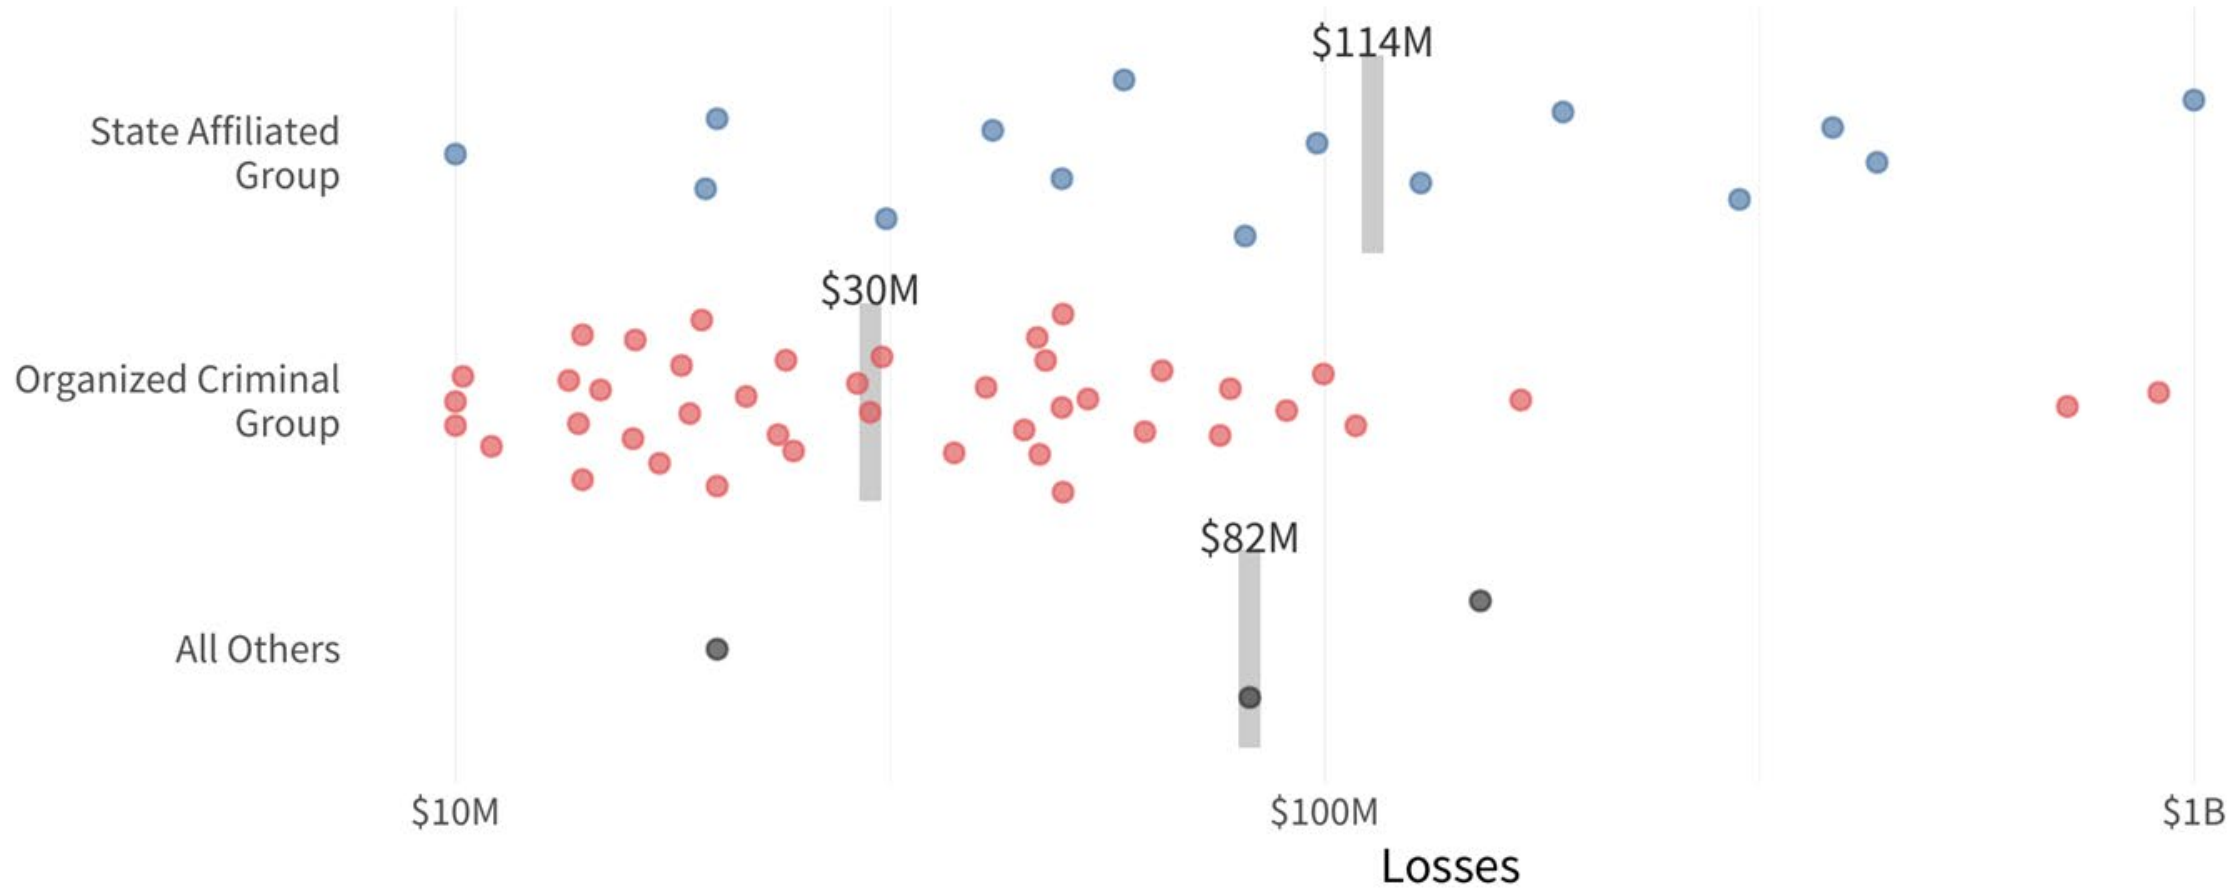 $114M
State Affiliated
Group
$30M
Organized Criminal
Group
$82M
All Others
$10M
$100M
$1B
Losses